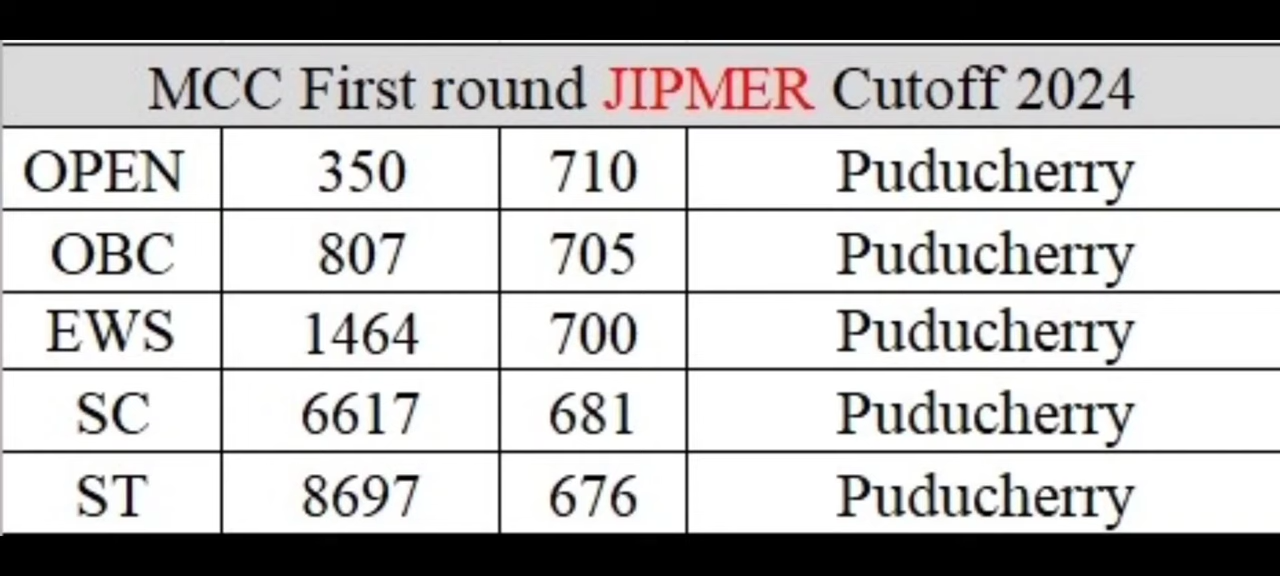 MCC First round JIPMER Cutoff 2024
OPEN 350 710 Puducherry
OBC 807 705 Puducherry
EWS 1464 700 Puducherry
SC 6617 681 Puducherry
ST 8697 676 Puducherry